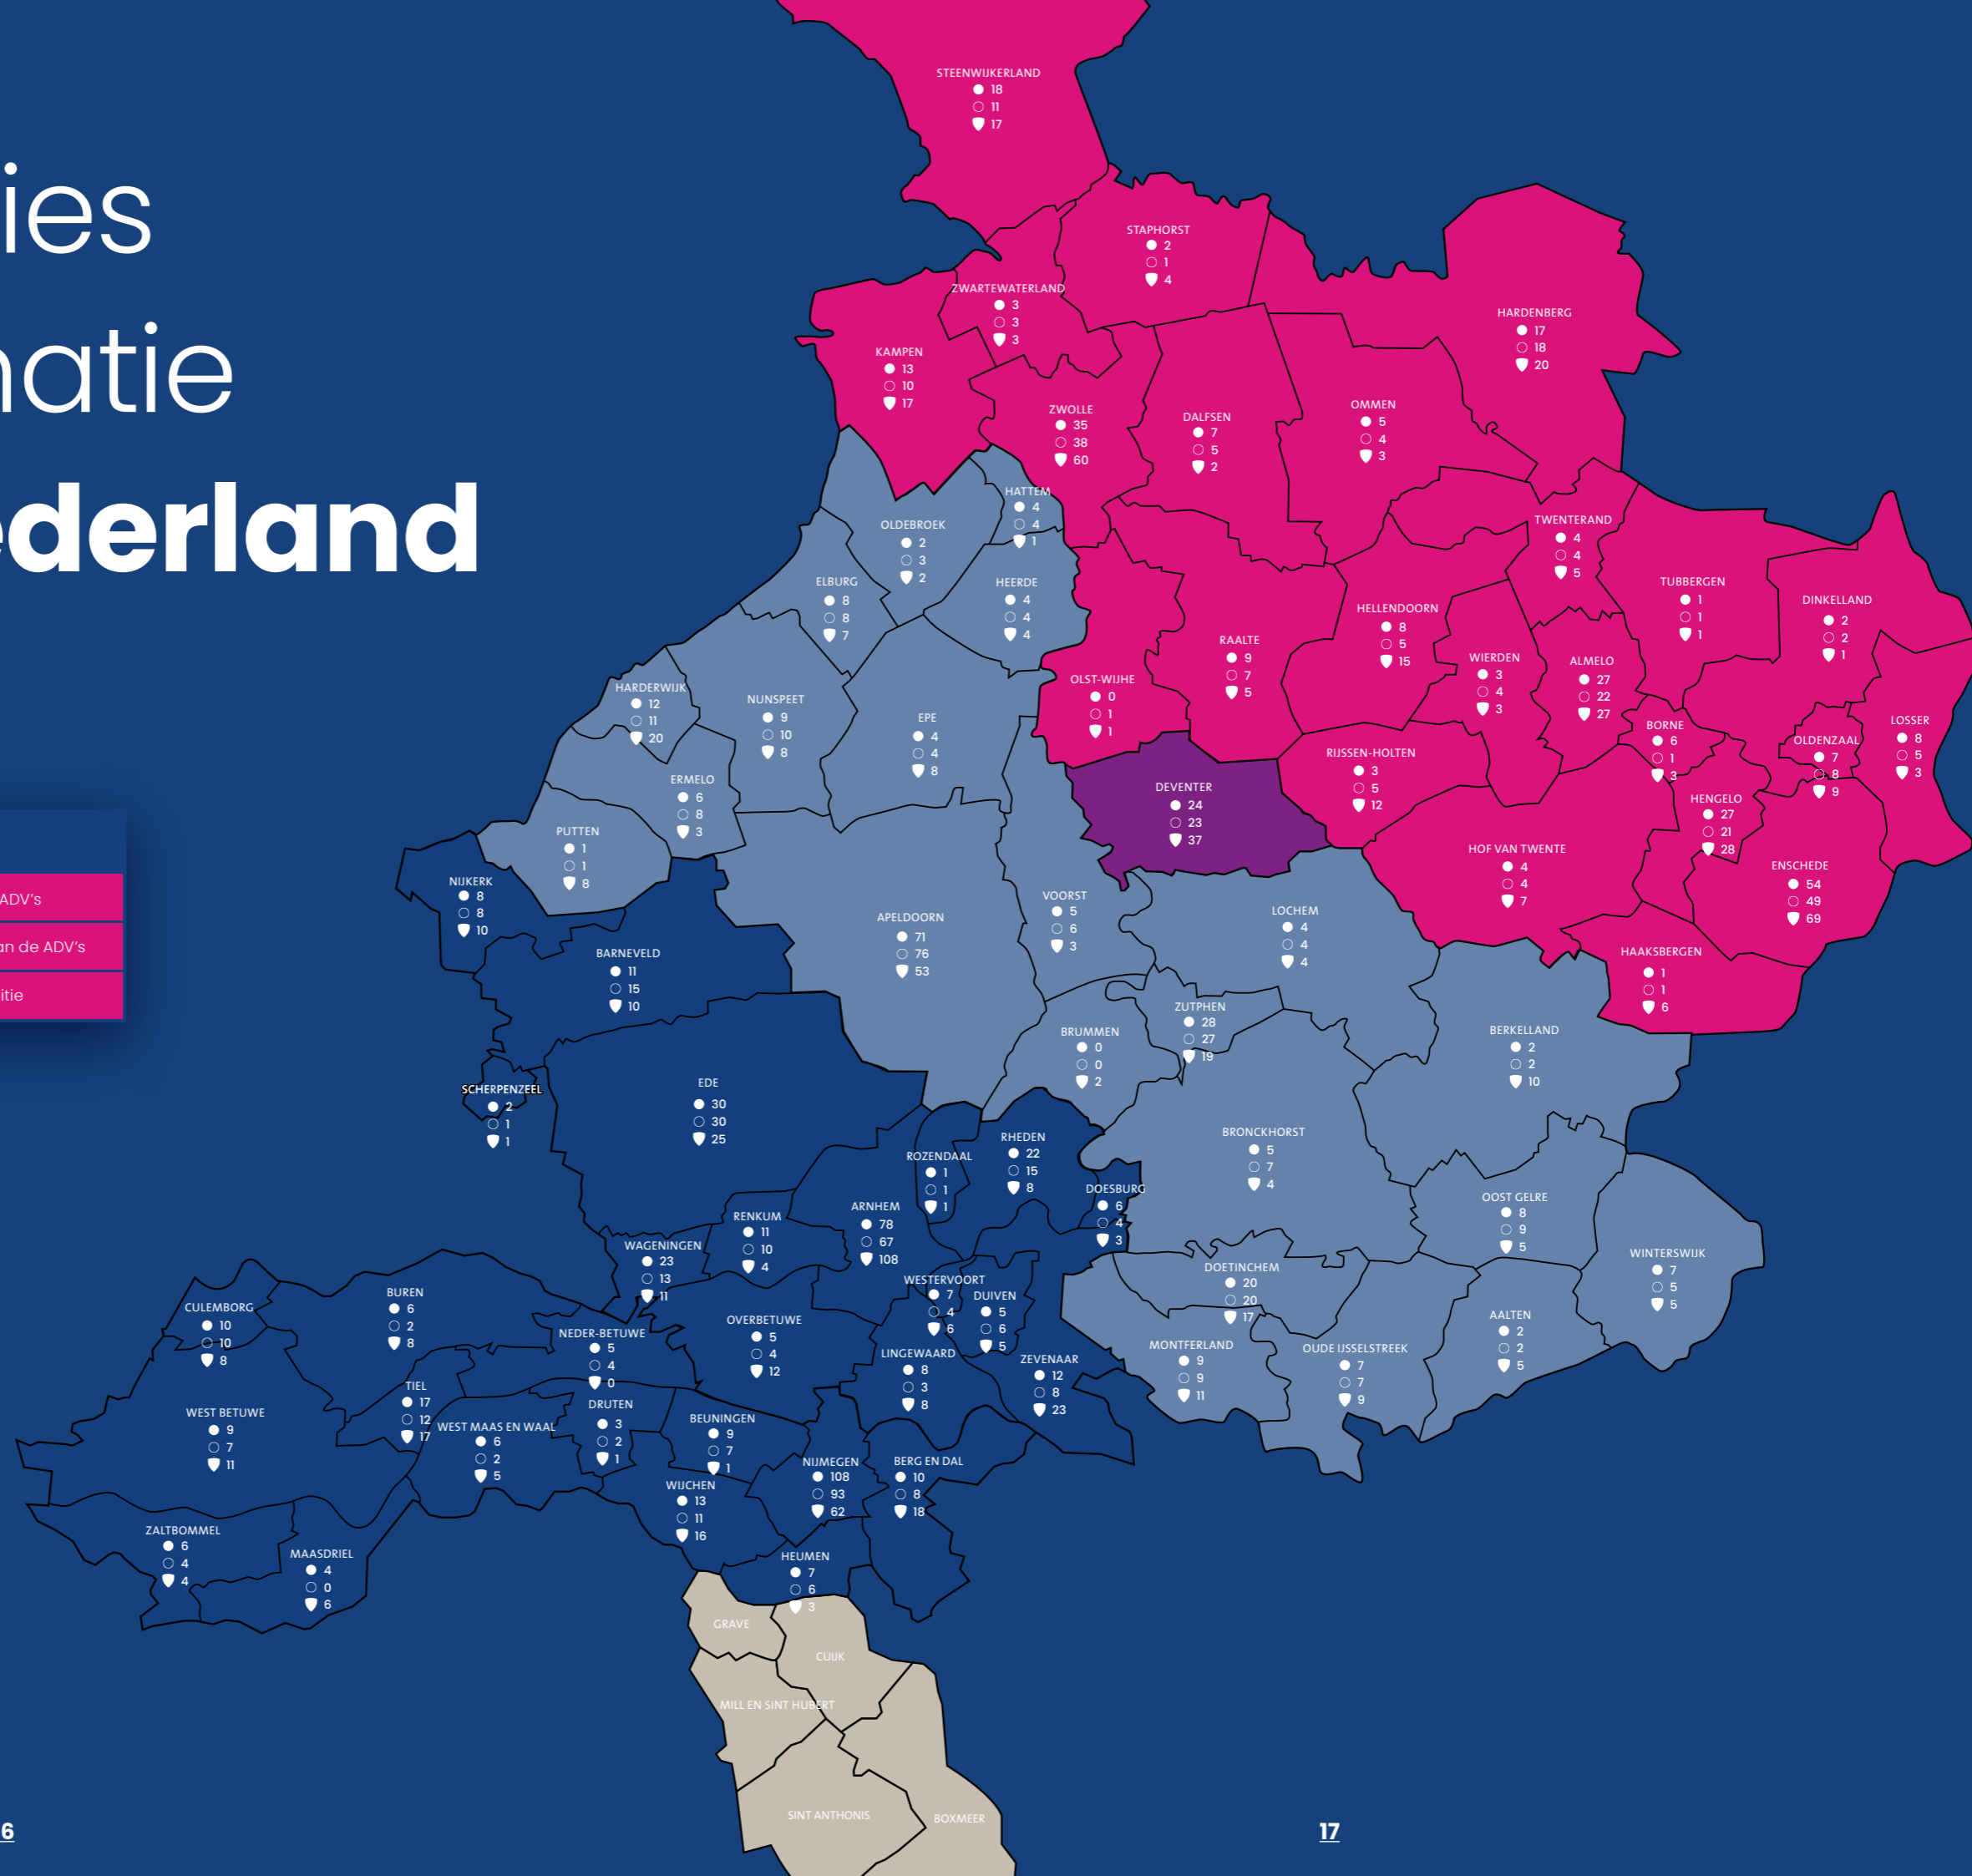 ies
natie
ederland
ADV's
an de ADV's
itie
STEENWIJKERLAND
18
11
17
STAPHORST
2
1
4
ZWARTEWATERLAND
3
3
3
HARDENBERG
17
18
20
KAMPEN
13
10
17
ZWOLLE
35
38
60
DALFSEN
7
5
2
OMMEN
5
4
3
HATTEM
4
4
1
OLDEBROEK
2
3
2
TWENTERAND
4
4
5
ELBURG
8
8
7
HEERDE
4
4
4
TUBBERGEN
1
1
1
DINKELLAND
2
2
1
HELLENDOORN
8
5
15
RAALTE
9
7
5
WIERDEN
3
4
3
ALMELO
27
22
27
OLST-WIJHE
0
1
1
HARDERWIJK
12
11
20
NUNSPEET
9
10
8
EPE
4
4
8
BORNE
6
1
3
OLDENZAAL
7
8
9
LOSSER
8
5
3
RIJSSEN-HOLTEN
3
5
12
ERMELO
6
8
3
DEVENTER
24
23
37
HENGELO
27
21
28
PUTTEN
1
1
8
HOF VAN TWENTE
4
4
7
ENSCHEDE
54
49
69
NIJKERK
8
8
10
VOORST
5
6
3
APELDOORN
71
76
53
LOCHEM
4
4
4
BARNEVELD
11
15
10
HAAKSBERGEN
1
1
6
ZUTPHEN
28
27
19
BRUMMEN
0
0
2
BERKELLAND
2
2
10
SCHERPENZEEL
2
1
1
EDE
30
30
25
RHEDEN
22
15
8
BRONCKHORST
5
7
4
ROZENDAAL
1
1
1
DOESBURG
6
4
3
OOST GELRE
8
9
5
ARNHEM
78
67
108
RENKUM
11
10
4
WAGENINGEN
23
13
11
WINTERSWIJK
7
5
5
DOETINCHEM
20
20
17
WESTERVOORT
7
4
6
DUIVEN
5
6
5
BUREN
6
2
8
CULEMBORG
10
10
8
AALTEN
2
2
5
OVERBETUWE
5
4
12
NEDER-BETUWE
5
4
0
MONTFERLAND
9
9
11
OUDE IJSSELSTREEK
7
7
9
LINGEWAARD
8
3
8
ZEVENAAR
12
8
23
TIEL
17
12
17
DRUTEN
3
2
1
WEST BETUWE
9
7
11
BEUNINGEN
9
7
1
WEST MAAS EN WAAL
6
2
5
NIJMEGEN
108
93
62
BERG EN DAL
10
8
18
WIJCHEN
13
11
16
ZALTBOMMEL
6
4
4
MAASDRIEL
4
0
6
HEUMEN
7
6
3
GRAVE
CUIJK
MILL EN SINT HUBERT
SINT ANTHONIS
BOXMEER
6
17